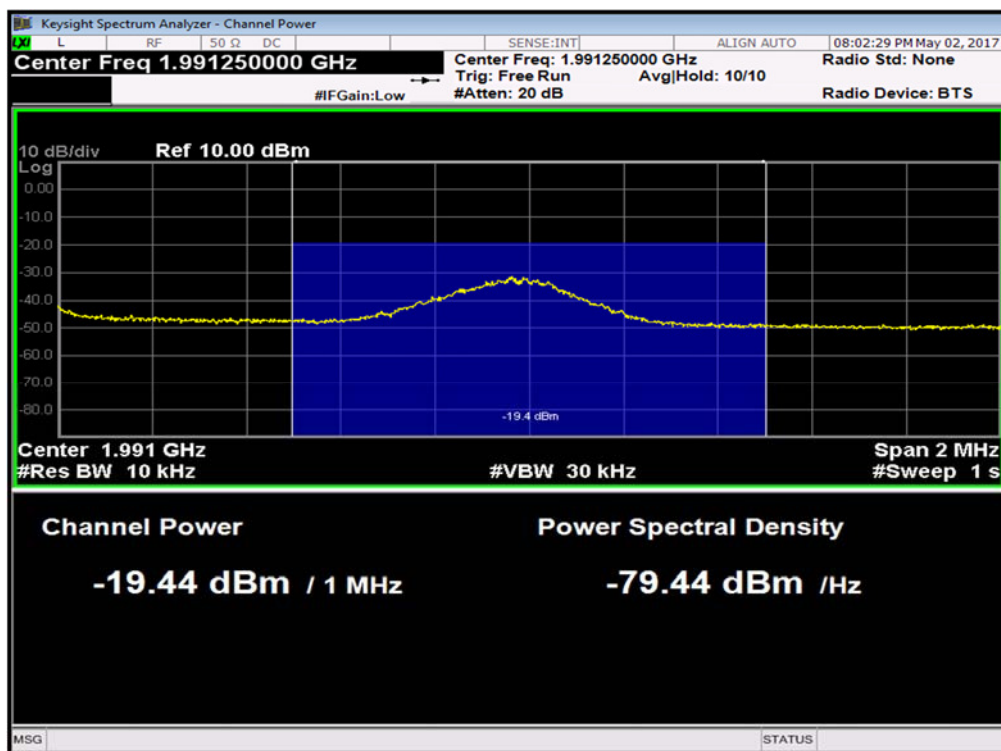 Keysight Spectrum Analyzer - Channel Power
LXI L RF 50 Ω DC SENSE:INT ALIGN AUTO 08:02:29 PM May 02, 2017
Center Freq 1.991250000 GHz
Center Freq: 1.991250000 GHz Radio Std: None
Trig: Free Run Avg|Hold: 10/10
#IFGain:Low #Atten: 20 dB Radio Device: BTS
10 dB/div Ref 10.00 dBm
Log
0.00
-10.0
-20.0
-30.0
-40.0
-50.0
-60.0
-70.0
-80.0
-19.4 dBm
Center 1.991 GHz Span 2 MHz
#Res BW 10 kHz #VBW 30 kHz #Sweep 1 s
Channel Power Power Spectral Density
-19.44 dBm / 1 MHz -79.44 dBm /Hz
MSG STATUS